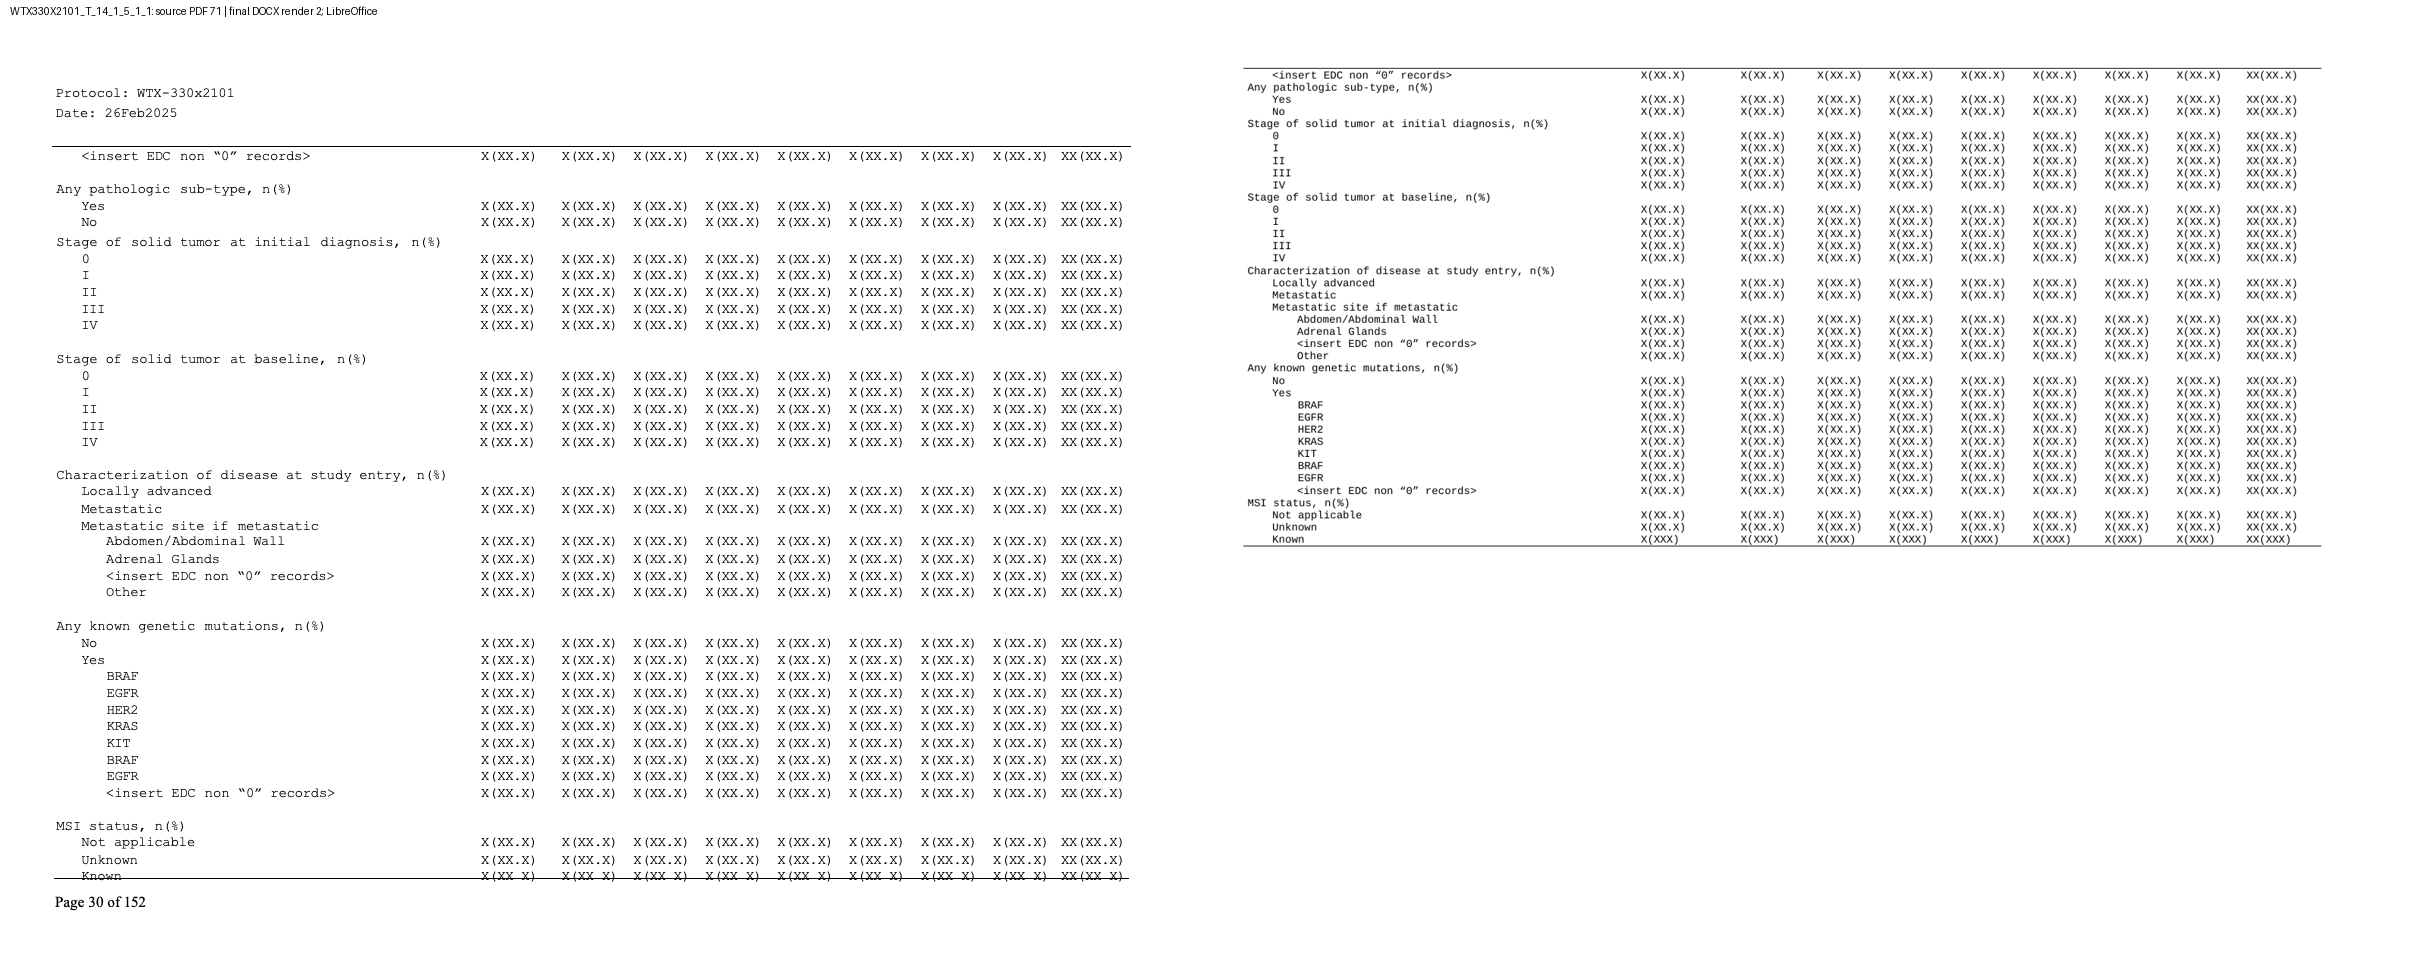 WTX330X2101_T_14_1_5_1_1: source PDF 71 | final DOCX render 2; LibreOffice
Protocol: WTX-330x2101
Date: 26Feb2025
<insert EDC non “0” records> X(XX.X) X(XX.X) X(XX.X) X(XX.X) X(XX.X) X(XX.X) X(XX.X) X(XX.X) XX(XX.X)
Any pathologic sub-type, n(%)
Yes X(XX.X) X(XX.X) X(XX.X) X(XX.X) X(XX.X) X(XX.X) X(XX.X) X(XX.X) XX(XX.X)
No X(XX.X) X(XX.X) X(XX.X) X(XX.X) X(XX.X) X(XX.X) X(XX.X) X(XX.X) XX(XX.X)
Stage of solid tumor at initial diagnosis, n(%)
0 X(XX.X) X(XX.X) X(XX.X) X(XX.X) X(XX.X) X(XX.X) X(XX.X) X(XX.X) XX(XX.X)
I X(XX.X) X(XX.X) X(XX.X) X(XX.X) X(XX.X) X(XX.X) X(XX.X) X(XX.X) XX(XX.X)
II X(XX.X) X(XX.X) X(XX.X) X(XX.X) X(XX.X) X(XX.X) X(XX.X) X(XX.X) XX(XX.X)
III X(XX.X) X(XX.X) X(XX.X) X(XX.X) X(XX.X) X(XX.X) X(XX.X) X(XX.X) XX(XX.X)
IV X(XX.X) X(XX.X) X(XX.X) X(XX.X) X(XX.X) X(XX.X) X(XX.X) X(XX.X) XX(XX.X)
Stage of solid tumor at baseline, n(%)
0 X(XX.X) X(XX.X) X(XX.X) X(XX.X) X(XX.X) X(XX.X) X(XX.X) X(XX.X) XX(XX.X)
I X(XX.X) X(XX.X) X(XX.X) X(XX.X) X(XX.X) X(XX.X) X(XX.X) X(XX.X) XX(XX.X)
II X(XX.X) X(XX.X) X(XX.X) X(XX.X) X(XX.X) X(XX.X) X(XX.X) X(XX.X) XX(XX.X)
III X(XX.X) X(XX.X) X(XX.X) X(XX.X) X(XX.X) X(XX.X) X(XX.X) X(XX.X) XX(XX.X)
IV X(XX.X) X(XX.X) X(XX.X) X(XX.X) X(XX.X) X(XX.X) X(XX.X) X(XX.X) XX(XX.X)
Characterization of disease at study entry, n(%)
Locally advanced X(XX.X) X(XX.X) X(XX.X) X(XX.X) X(XX.X) X(XX.X) X(XX.X) X(XX.X) XX(XX.X)
Metastatic X(XX.X) X(XX.X) X(XX.X) X(XX.X) X(XX.X) X(XX.X) X(XX.X) X(XX.X) XX(XX.X)
Metastatic site if metastatic
Abdomen/Abdominal Wall X(XX.X) X(XX.X) X(XX.X) X(XX.X) X(XX.X) X(XX.X) X(XX.X) X(XX.X) XX(XX.X)
Adrenal Glands X(XX.X) X(XX.X) X(XX.X) X(XX.X) X(XX.X) X(XX.X) X(XX.X) X(XX.X) XX(XX.X)
<insert EDC non “0” records> X(XX.X) X(XX.X) X(XX.X) X(XX.X) X(XX.X) X(XX.X) X(XX.X) X(XX.X) XX(XX.X)
Other X(XX.X) X(XX.X) X(XX.X) X(XX.X) X(XX.X) X(XX.X) X(XX.X) X(XX.X) XX(XX.X)
Any known genetic mutations, n(%)
No X(XX.X) X(XX.X) X(XX.X) X(XX.X) X(XX.X) X(XX.X) X(XX.X) X(XX.X) XX(XX.X)
Yes X(XX.X) X(XX.X) X(XX.X) X(XX.X) X(XX.X) X(XX.X) X(XX.X) X(XX.X) XX(XX.X)
BRAF X(XX.X) X(XX.X) X(XX.X) X(XX.X) X(XX.X) X(XX.X) X(XX.X) X(XX.X) XX(XX.X)
EGFR X(XX.X) X(XX.X) X(XX.X) X(XX.X) X(XX.X) X(XX.X) X(XX.X) X(XX.X) XX(XX.X)
HER2 X(XX.X) X(XX.X) X(XX.X) X(XX.X) X(XX.X) X(XX.X) X(XX.X) X(XX.X) XX(XX.X)
KRAS X(XX.X) X(XX.X) X(XX.X) X(XX.X) X(XX.X) X(XX.X) X(XX.X) X(XX.X) XX(XX.X)
KIT X(XX.X) X(XX.X) X(XX.X) X(XX.X) X(XX.X) X(XX.X) X(XX.X) X(XX.X) XX(XX.X)
BRAF X(XX.X) X(XX.X) X(XX.X) X(XX.X) X(XX.X) X(XX.X) X(XX.X) X(XX.X) XX(XX.X)
EGFR X(XX.X) X(XX.X) X(XX.X) X(XX.X) X(XX.X) X(XX.X) X(XX.X) X(XX.X) XX(XX.X)
<insert EDC non “0” records> X(XX.X) X(XX.X) X(XX.X) X(XX.X) X(XX.X) X(XX.X) X(XX.X) X(XX.X) XX(XX.X)
MSI status, n(%)
Not applicable X(XX.X) X(XX.X) X(XX.X) X(XX.X) X(XX.X) X(XX.X) X(XX.X) X(XX.X) XX(XX.X)
Unknown X(XX.X) X(XX.X) X(XX.X) X(XX.X) X(XX.X) X(XX.X) X(XX.X) X(XX.X) XX(XX.X)
Known X(XX X) X(XX X) X(XX X) X(XX X) X(XX X) X(XX X) X(XX X) X(XX X) XX(XX X)
Page 30 of 152
<insert EDC non “0” records> X(XX.X) X(XX.X) X(XX.X) X(XX.X) X(XX.X) X(XX.X) X(XX.X) X(XX.X) XX(XX.X)
Any pathologic sub-type, n(%)
Yes X(XX.X) X(XX.X) X(XX.X) X(XX.X) X(XX.X) X(XX.X) X(XX.X) X(XX.X) XX(XX.X)
No X(XX.X) X(XX.X) X(XX.X) X(XX.X) X(XX.X) X(XX.X) X(XX.X) X(XX.X) XX(XX.X)
Stage of solid tumor at initial diagnosis, n(%)
0 X(XX.X) X(XX.X) X(XX.X) X(XX.X) X(XX.X) X(XX.X) X(XX.X) X(XX.X) XX(XX.X)
I X(XX.X) X(XX.X) X(XX.X) X(XX.X) X(XX.X) X(XX.X) X(XX.X) X(XX.X) XX(XX.X)
II X(XX.X) X(XX.X) X(XX.X) X(XX.X) X(XX.X) X(XX.X) X(XX.X) X(XX.X) XX(XX.X)
III X(XX.X) X(XX.X) X(XX.X) X(XX.X) X(XX.X) X(XX.X) X(XX.X) X(XX.X) XX(XX.X)
IV X(XX.X) X(XX.X) X(XX.X) X(XX.X) X(XX.X) X(XX.X) X(XX.X) X(XX.X) XX(XX.X)
Stage of solid tumor at baseline, n(%)
0 X(XX.X) X(XX.X) X(XX.X) X(XX.X) X(XX.X) X(XX.X) X(XX.X) X(XX.X) XX(XX.X)
I X(XX.X) X(XX.X) X(XX.X) X(XX.X) X(XX.X) X(XX.X) X(XX.X) X(XX.X) XX(XX.X)
II X(XX.X) X(XX.X) X(XX.X) X(XX.X) X(XX.X) X(XX.X) X(XX.X) X(XX.X) XX(XX.X)
III X(XX.X) X(XX.X) X(XX.X) X(XX.X) X(XX.X) X(XX.X) X(XX.X) X(XX.X) XX(XX.X)
IV X(XX.X) X(XX.X) X(XX.X) X(XX.X) X(XX.X) X(XX.X) X(XX.X) X(XX.X) XX(XX.X)
Characterization of disease at study entry, n(%)
Locally advanced X(XX.X) X(XX.X) X(XX.X) X(XX.X) X(XX.X) X(XX.X) X(XX.X) X(XX.X) XX(XX.X)
Metastatic X(XX.X) X(XX.X) X(XX.X) X(XX.X) X(XX.X) X(XX.X) X(XX.X) X(XX.X) XX(XX.X)
Metastatic site if metastatic
Abdomen/Abdominal Wall X(XX.X) X(XX.X) X(XX.X) X(XX.X) X(XX.X) X(XX.X) X(XX.X) X(XX.X) XX(XX.X)
Adrenal Glands X(XX.X) X(XX.X) X(XX.X) X(XX.X) X(XX.X) X(XX.X) X(XX.X) X(XX.X) XX(XX.X)
<insert EDC non “0” records> X(XX.X) X(XX.X) X(XX.X) X(XX.X) X(XX.X) X(XX.X) X(XX.X) X(XX.X) XX(XX.X)
Other X(XX.X) X(XX.X) X(XX.X) X(XX.X) X(XX.X) X(XX.X) X(XX.X) X(XX.X) XX(XX.X)
Any known genetic mutations, n(%)
No X(XX.X) X(XX.X) X(XX.X) X(XX.X) X(XX.X) X(XX.X) X(XX.X) X(XX.X) XX(XX.X)
Yes X(XX.X) X(XX.X) X(XX.X) X(XX.X) X(XX.X) X(XX.X) X(XX.X) X(XX.X) XX(XX.X)
BRAF X(XX.X) X(XX.X) X(XX.X) X(XX.X) X(XX.X) X(XX.X) X(XX.X) X(XX.X) XX(XX.X)
EGFR X(XX.X) X(XX.X) X(XX.X) X(XX.X) X(XX.X) X(XX.X) X(XX.X) X(XX.X) XX(XX.X)
HER2 X(XX.X) X(XX.X) X(XX.X) X(XX.X) X(XX.X) X(XX.X) X(XX.X) X(XX.X) XX(XX.X)
KRAS X(XX.X) X(XX.X) X(XX.X) X(XX.X) X(XX.X) X(XX.X) X(XX.X) X(XX.X) XX(XX.X)
KIT X(XX.X) X(XX.X) X(XX.X) X(XX.X) X(XX.X) X(XX.X) X(XX.X) X(XX.X) XX(XX.X)
BRAF X(XX.X) X(XX.X) X(XX.X) X(XX.X) X(XX.X) X(XX.X) X(XX.X) X(XX.X) XX(XX.X)
EGFR X(XX.X) X(XX.X) X(XX.X) X(XX.X) X(XX.X) X(XX.X) X(XX.X) X(XX.X) XX(XX.X)
<insert EDC non “0” records> X(XX.X) X(XX.X) X(XX.X) X(XX.X) X(XX.X) X(XX.X) X(XX.X) X(XX.X) XX(XX.X)
MSI status, n(%)
Not applicable X(XX.X) X(XX.X) X(XX.X) X(XX.X) X(XX.X) X(XX.X) X(XX.X) X(XX.X) XX(XX.X)
Unknown X(XX.X) X(XX.X) X(XX.X) X(XX.X) X(XX.X) X(XX.X) X(XX.X) X(XX.X) XX(XX.X)
Known X(XXX) X(XXX) X(XXX) X(XXX) X(XXX) X(XXX) X(XXX) X(XXX) XX(XXX)